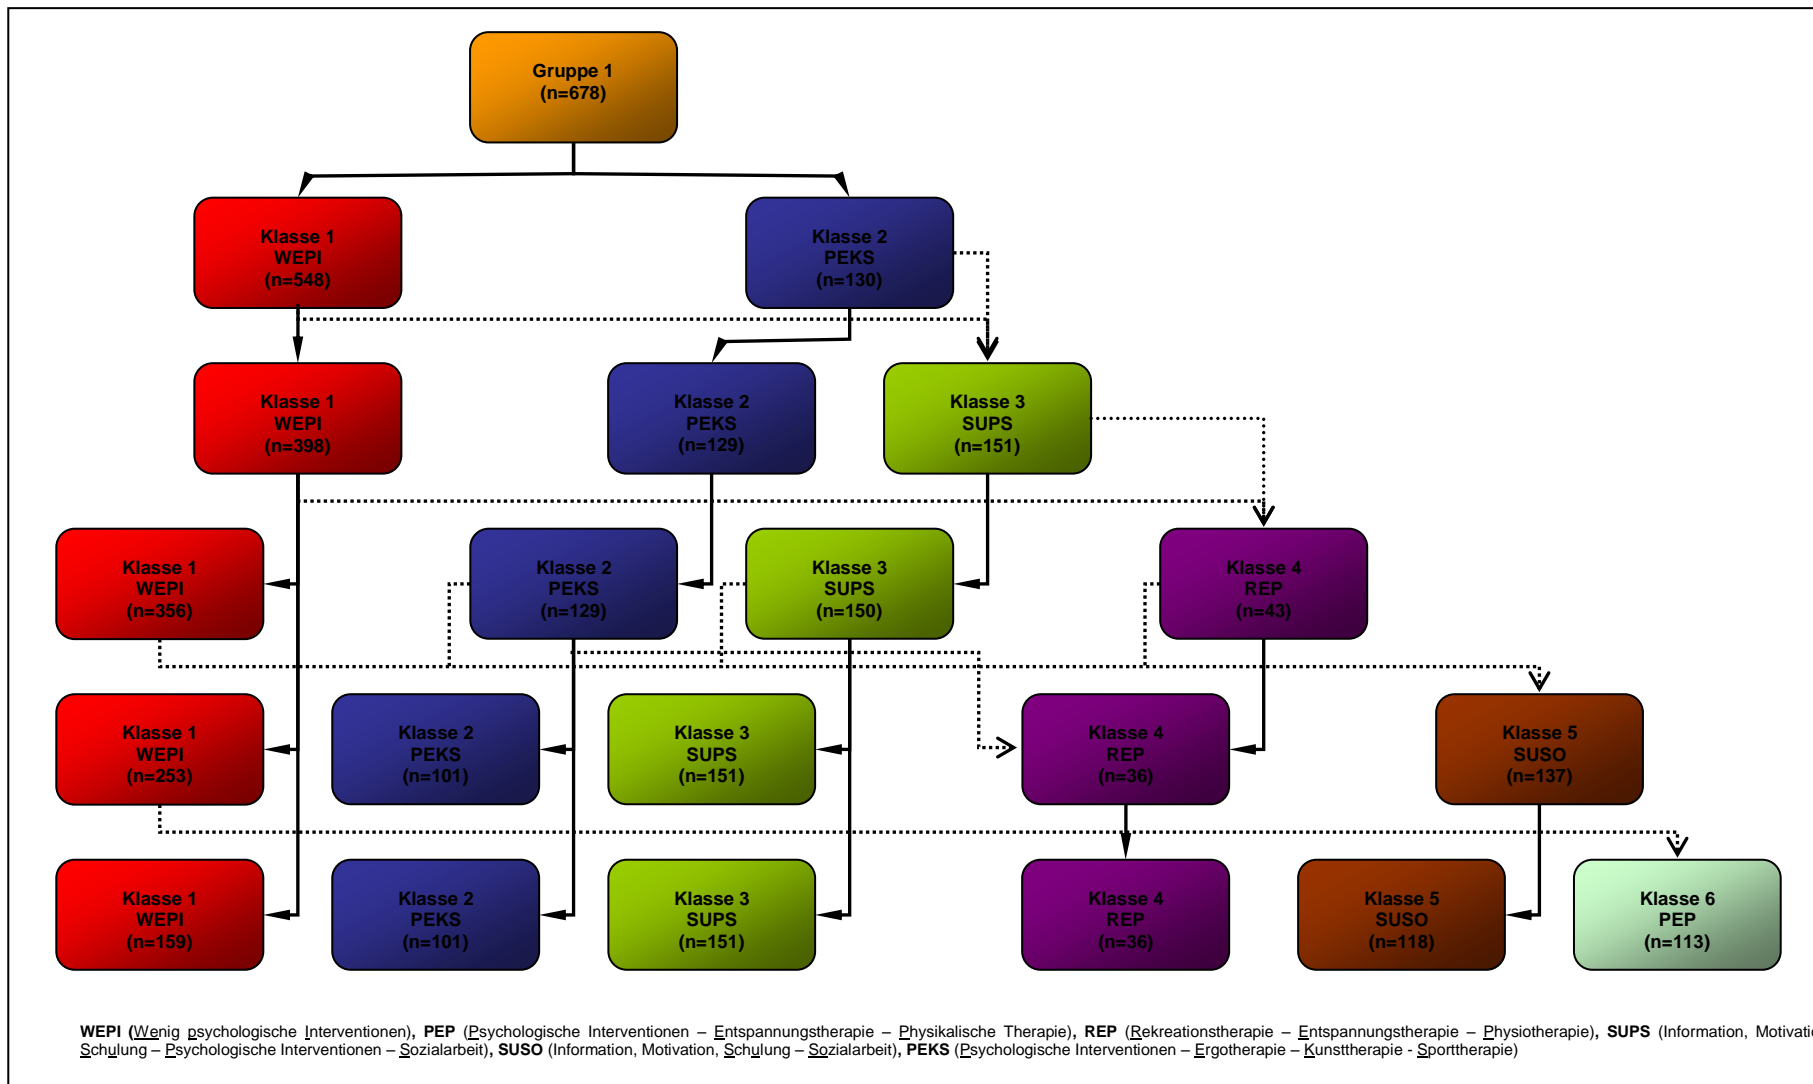 Gruppe 1
(n=678)
Klasse 1
WEPI
(n=548)
Klasse 2
PEKS
(n=130)
Klasse 1
WEPI
(n=398)
Klasse 2
PEKS
(n=129)
Klasse 3
SUPS
(n=151)
Klasse 1
WEPI
(n=356)
Klasse 2
PEKS
(n=129)
Klasse 3
SUPS
(n=150)
Klasse 4
REP
(n=43)
Klasse 1
WEPI
(n=253)
Klasse 2
PEKS
(n=101)
Klasse 3
SUPS
(n=151)
Klasse 4
REP
(n=36)
Klasse 5
SUSO
(n=137)
Klasse 1
WEPI
(n=159)
Klasse 2
PEKS
(n=101)
Klasse 3
SUPS
(n=151)
Klasse 4
REP
(n=36)
Klasse 5
SUSO
(n=118)
Klasse 6
PEP
(n=113)
WEPI (Wenig psychologische Interventionen), PEP (Psychologische Interventionen – Entspannungstherapie – Physikalische Therapie), REP (Rekreationstherapie – Entspannungstherapie – Physiotherapie), SUPS (Information,
Schulung – Psychologische Interventionen – Sozialarbeit), SUSO (Information, Motivation, Schulung – Sozialarbeit), PEKS (Psychologische Interventionen – Ergotherapie – Kunsttherapie - Sporttherapie)